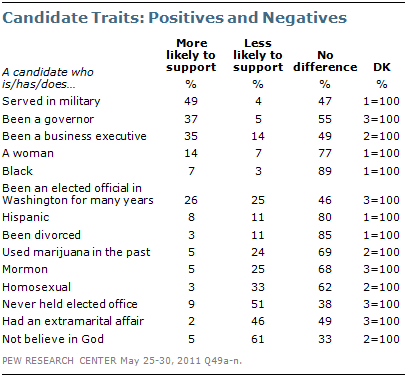 Candidate Traits: Positives and Negatives
More likely to support Less likely to support No difference DK
A candidate who is/has/does... % % % %
Served in military 49 4 47 1=100
Been a governor 37 5 55 3=100
Been a business executive 35 14 49 2=100
A woman 14 7 77 1=100
Black 7 3 89 1=100
Been an elected official in
Washington for many years 26 25 46 3=100
Hispanic 8 11 80 1=100
Been divorced 3 11 85 1=100
Used marijuana in the past 5 24 69 2=100
Mormon 5 25 68 3=100
Homosexual 3 33 62 2=100
Never held elected office 9 51 38 3=100
Had an extramarital affair 2 46 49 3=100
Not believe in God 5 61 33 2=100
PEW RESEARCH CENTER May 25-30, 2011 Q49a-n.